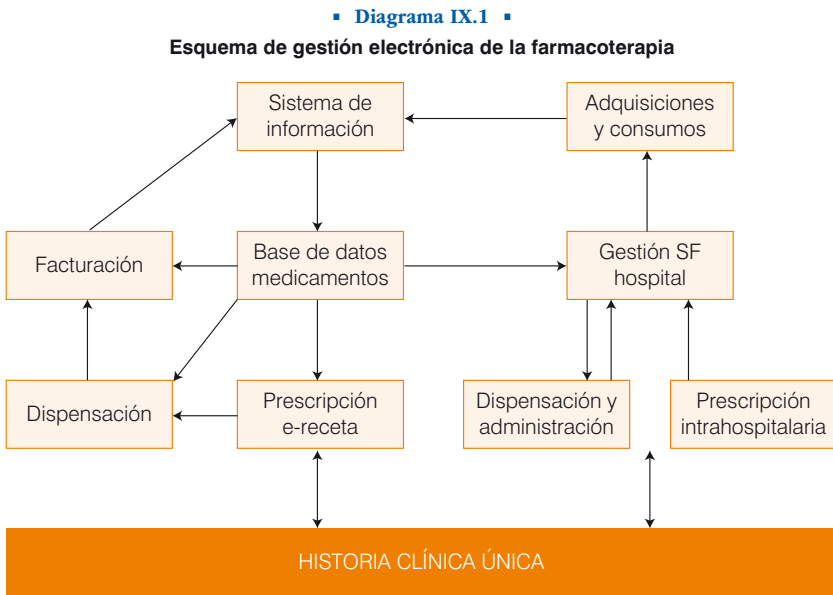 ▪ Diagrama IX.1 ▪
Esquema de gestión electrónica de la farmacoterapia
Sistema de
información
Adquisiciones
y consumos
Facturación
Base de datos
medicamentos
Gestión SF
hospital
Dispensación
Prescripción
e-receta
Dispensación y
administración
Prescripción
intrahospitalaria
HISTORIA CLÍNICA ÚNICA